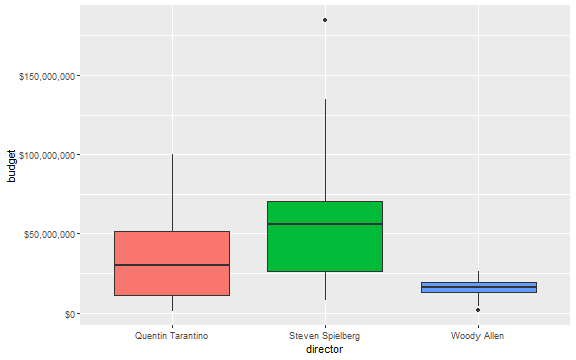 $150,000,000
$100,000,000
budget
$50,000,000
$0
Quentin Tarantino
Steven Spielberg
Woody Allen
director